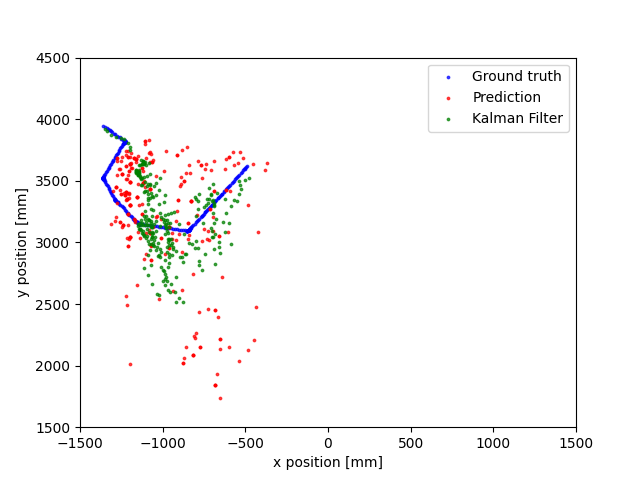 4500
4000
3500
3000
2500
2000
1500
y position [mm]
−1500
−1000
−500
0
500
1000
1500
x position [mm]
Ground truth
Prediction
Kalman Filter